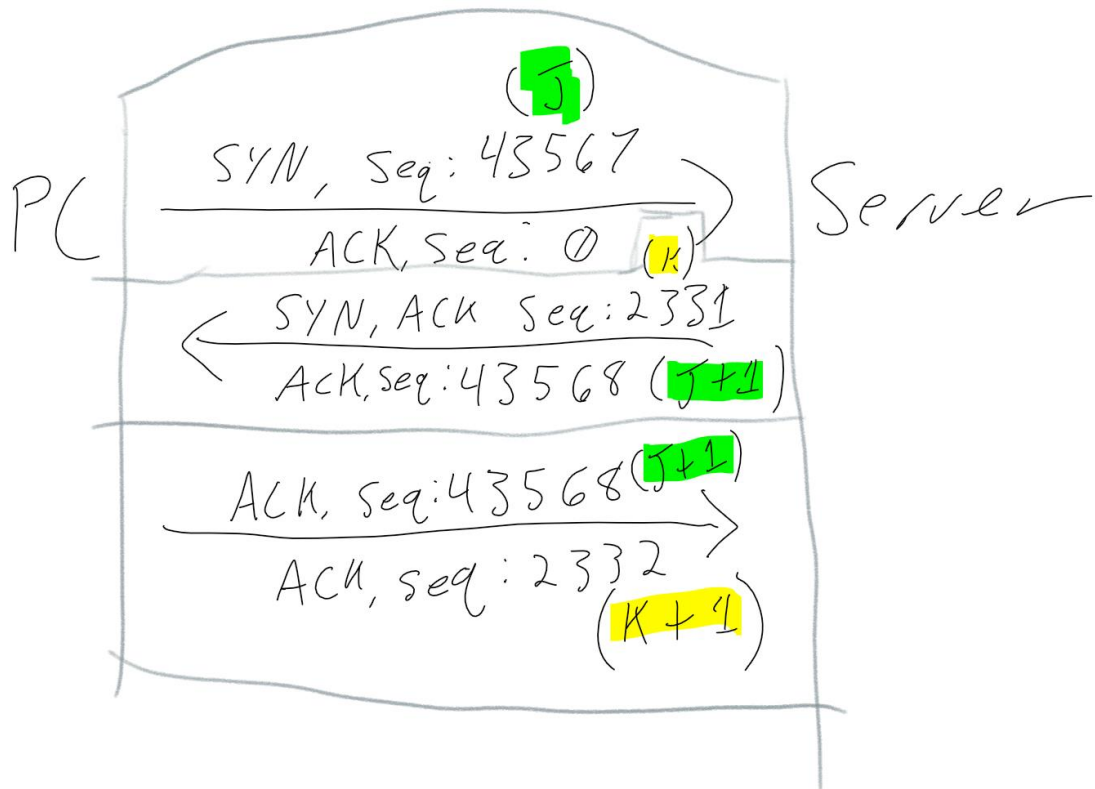 (J)
SYN, Seq: 43567
PC
Server
ACK, Seq: 0 (K)
SYN, ACK Seq: 2331
ACK, Seq: 43568 (J+1)
ACK, Seq: 43568 (J+1)
ACK, seq: 2332
(K+1)